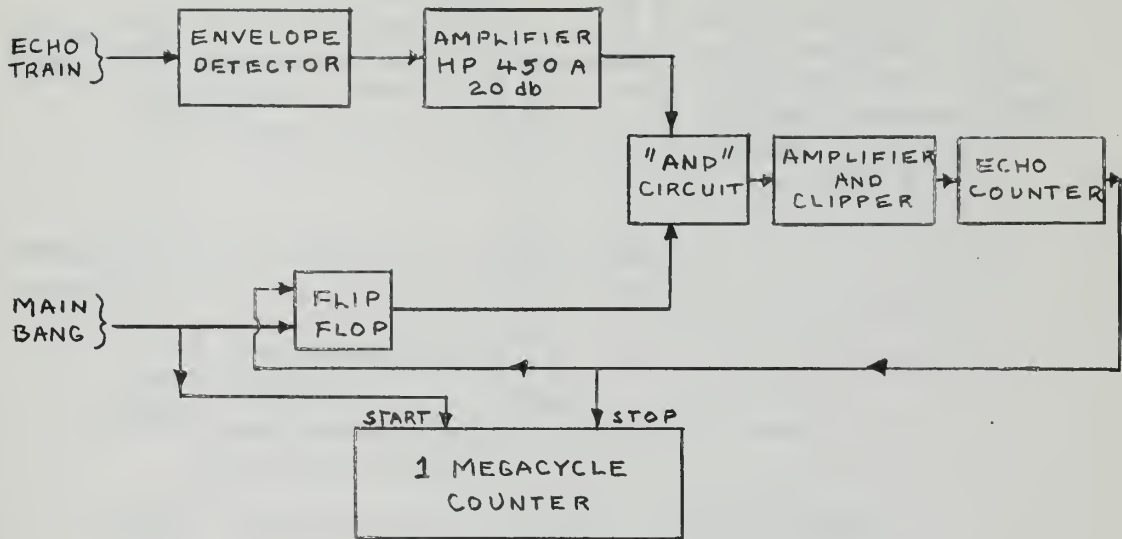 ECHO
TRAIN
ENVELOPE
DETECTOR
AMPLIFIER
HP 450 A
20 db
"AND"
CIRCUIT
AMPLIFIER
AND
CLIPPER
ECHO
COUNTER
MAIN
BANG
FLIP
FLOP
START
STOP
1 MEGACYCLE
COUNTER